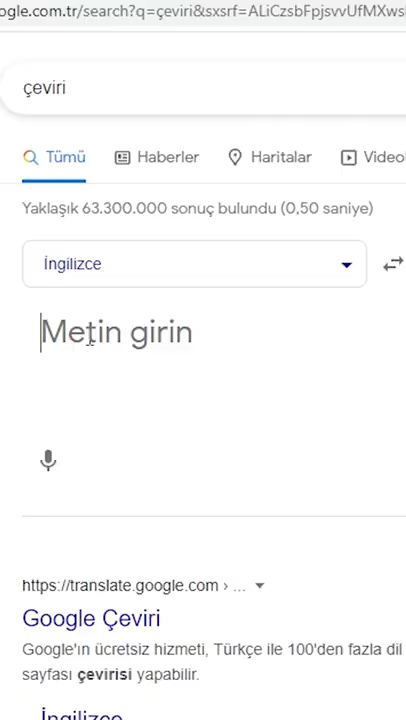 ogle.com.tr/search?q=çeviri&sxsrf=ALiCzsbFpjsvvUfMXws
çeviri
Tümü Haberler Haritalar Video
Yaklaşık 63.300.000 sonuç bulundu (0,50 saniye)
İngilizce
Metin girin
https://translate.google.com › ...
Google Çeviri
Google'ın ücretsiz hizmeti, Türkçe ile 100'den fazla dil
sayfası çevirisi yapabilir.
İngilizce